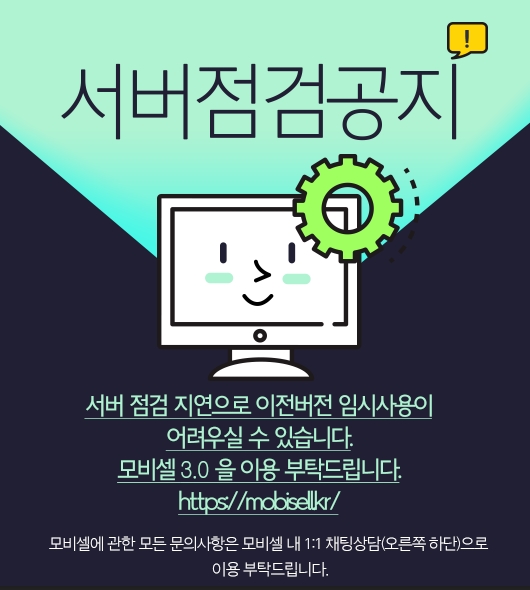 !
서버점검공지
서버 점검 지연으로 이전버전 임시사용이
어려우실 수 있습니다.
모비셀 3.0 을 이용 부탁드립니다.
https://mobisell.kr/
모비셀에 관한 모든 문의사항은 모비셀 내 1:1 채팅상담(오른쪽 하단)으로
이용 부탁드립니다.